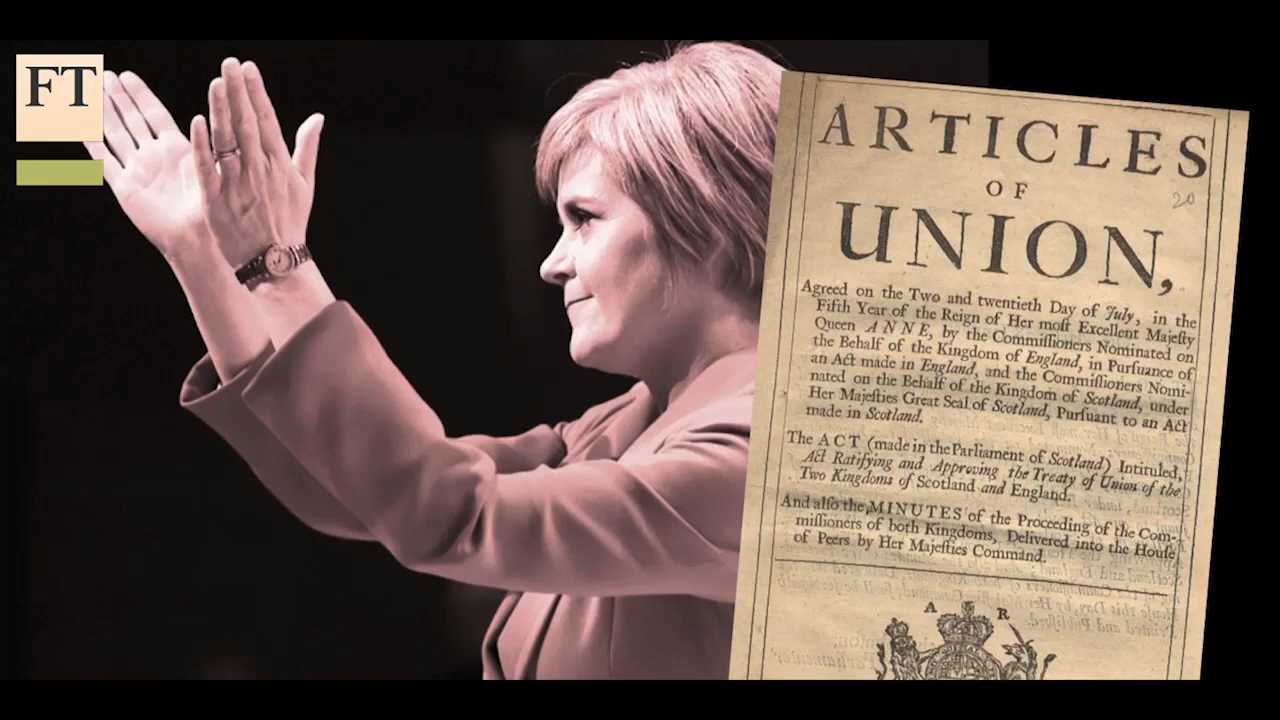 FT
ARTICLES
OF
20
UNION,
Agreed on the Two and twentieth Day of July, in the
Fifth Year of the Reign of Her moſt Excellent Majeſty
Queen ANNE, by the Commiſſioners Nominated on
the Behalf of the Kingdom of England, in Purſuance of
an Act made in England, and the Commiſſioners Nomi-
nated on the Behalf of the Kingdom of Scotland, under
Her Majeſties Great Seal of Scotland, Purſuant to an Act
made in Scotland.
The ACT (made in the Parliament of Scotland) Intituled,
Act Ratifying and Approving the Treaty of Union of the
Two Kingdoms of Scotland and England.
And alſo the MINUTES of the Proceeding of the Com-
miſſioners of both Kingdoms, Delivered into the Houſe
of Peers by Her Majeſties Command.
A R